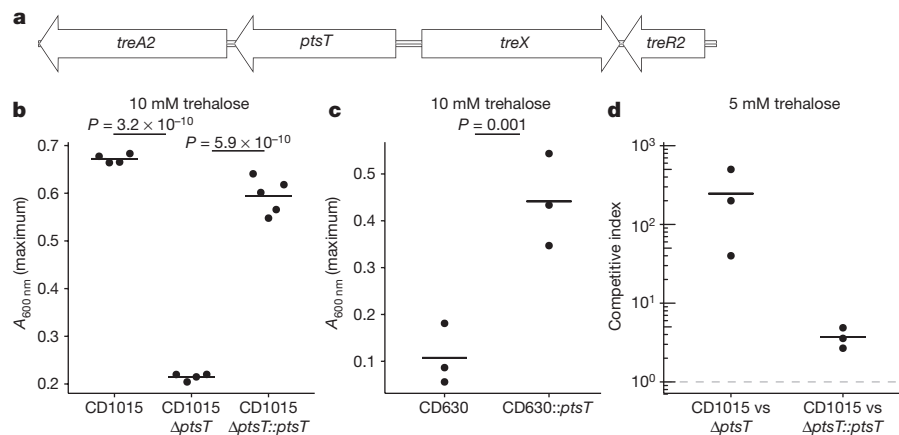 a
treA2 ptsT treX treR2
b 10 mM trehalose
P = 3.2 × 10⁻¹⁰
P = 5.9 × 10⁻¹⁰
A600 nm (maximum)
0.7
0.6
0.5
0.4
0.3
0.2
CD1015 CD1015 ΔptsT CD1015 ΔptsT::ptsT
c 10 mM trehalose
P = 0.001
A600 nm (maximum)
0.5
0.4
0.3
0.2
0.1
CD630 CD630::ptsT
d 5 mM trehalose
Competitive index
10³
10²
10¹
10⁰
CD1015 vs ΔptsT CD1015 vs ΔptsT::ptsT